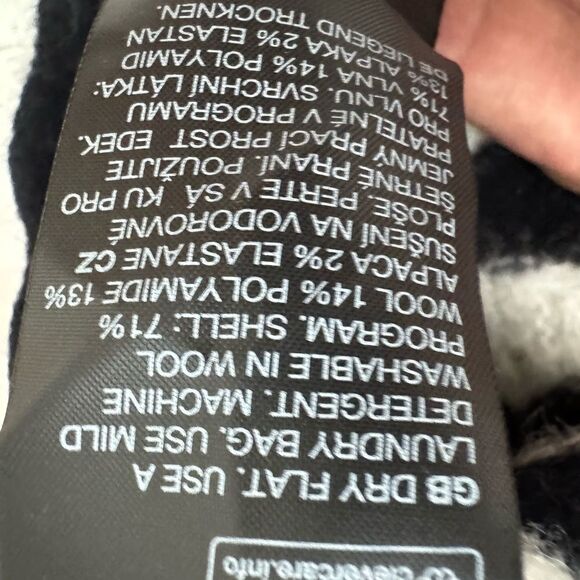 clevercare.info
GB DRY FLAT. USE A
LAUNDRY BAG. USE MILD
DETERGENT. MACHINE
WASHABLE IN WOOL
PROGRAM. SHELL: 71%
WOOL 14% POLYAMIDE 13%
ALPACA 2% ELASTANE CZ
SUŠENÍ NA VODOROVNÉ
PLOŠE. PERTE V SÁ KU PRO
ŠETRNÉ PRANÍ. POUŽIJTE
JEMNÝ PRACÍ PROST EDEK.
PRATELNÉ V PROGRAMU
PRO VLNU. SVRCHNÍ LÁTKA:
71% VLNA 14% POLYAMID
13% ALPAKA 2% ELASTAN
DE LIEGEND TROCKNEN.